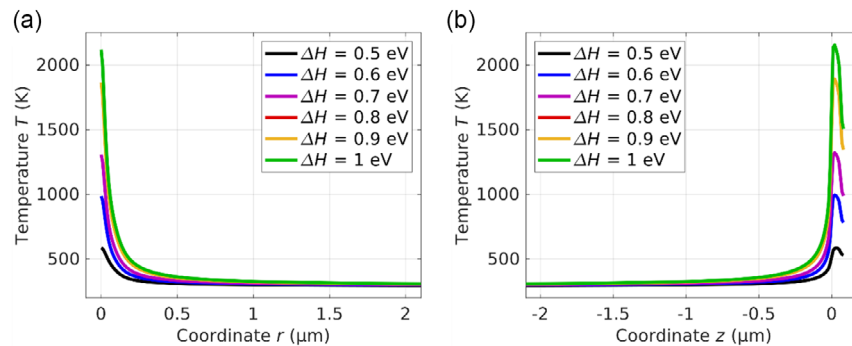 (a)
Temperature T (K)
2000
1500
1000
500
0
0.5
1
1.5
2
Coordinate r (μm)
ΔH = 0.5 eV
ΔH = 0.6 eV
ΔH = 0.7 eV
ΔH = 0.8 eV
ΔH = 0.9 eV
ΔH = 1 eV
(b)
Temperature T (K)
2000
1500
1000
500
-2
-1.5
-1
-0.5
0
Coordinate z (μm)
ΔH = 0.5 eV
ΔH = 0.6 eV
ΔH = 0.7 eV
ΔH = 0.8 eV
ΔH = 0.9 eV
ΔH = 1 eV